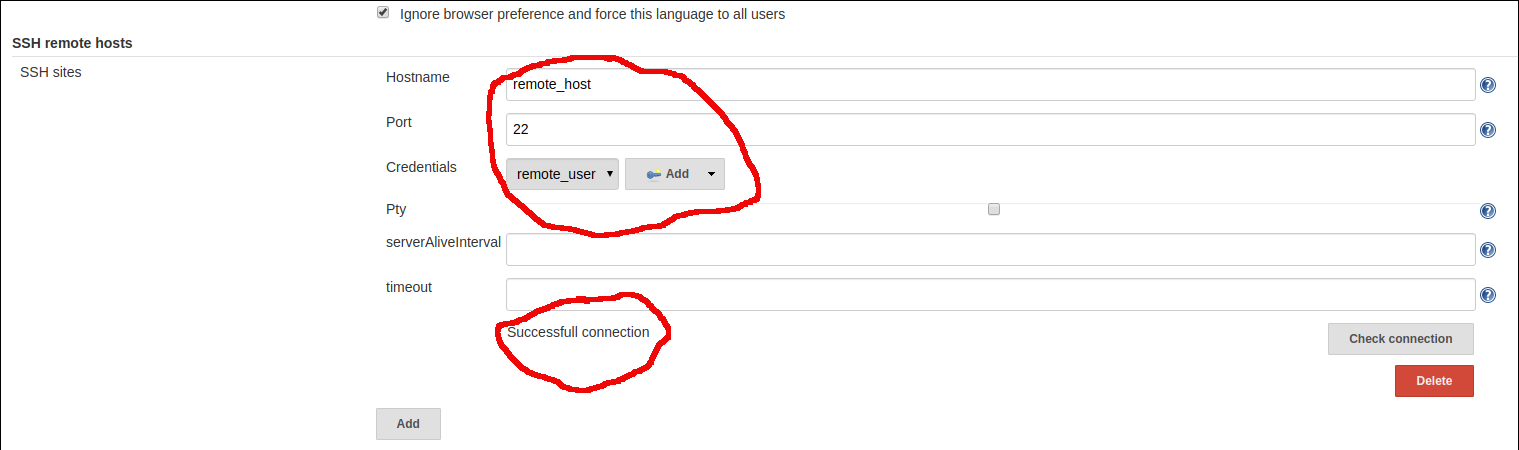 Ignore browser preference and force this language to all users
SSH remote hosts
SSH sites
Hostname
remote_host
Port
22
Credentials
remote_user
Add
Pty
serverAliveInterval
timeout
Successfull connection
Check connection
Delete
Add